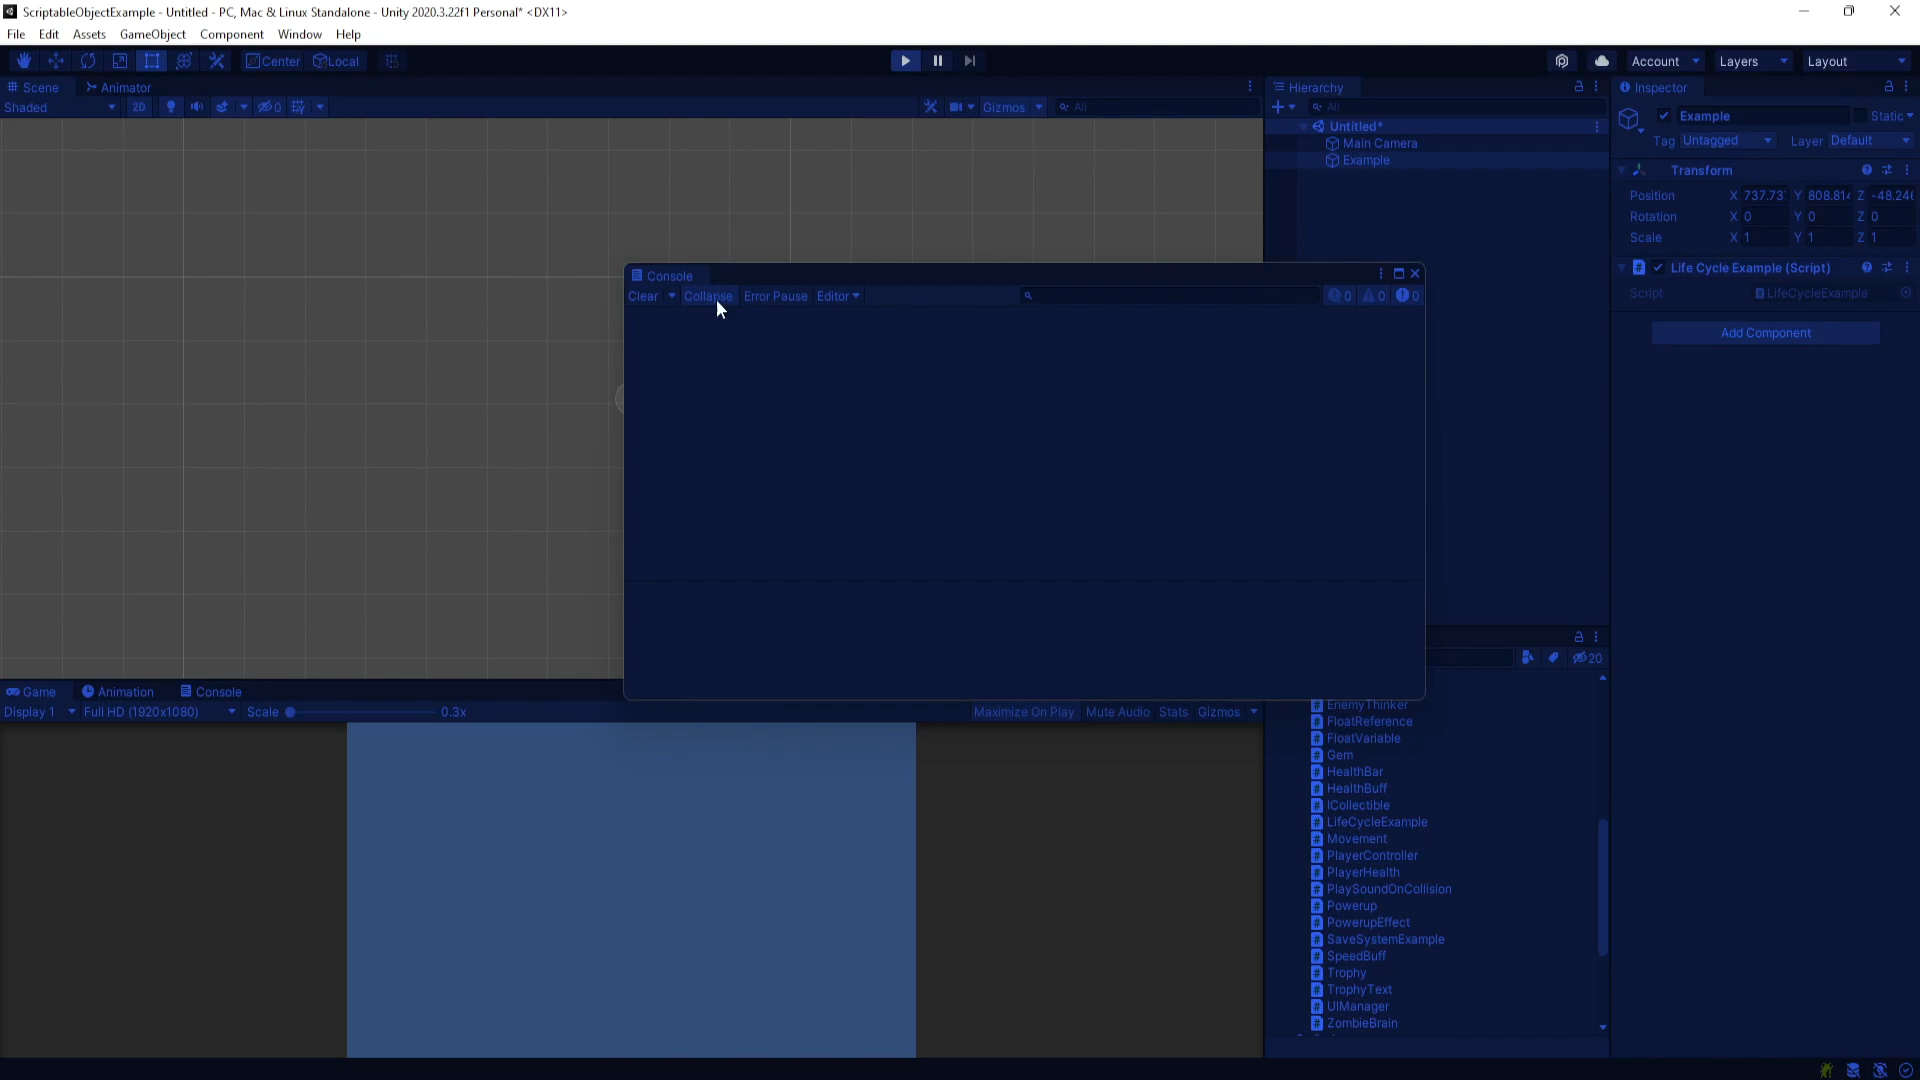 ScriptableObjectExample - Untitled - PC, Mac & Linux Standalone - Unity 2020.3.22f1 Personal* <DX11>
File Edit Assets GameObject Component Window Help
Center Local Account Layers Layout
Scene Animator
Shaded 2D 0 Gizmos All
Hierarchy
All
Untitled*
Main Camera
Example
Inspector
Example Static
Tag Untagged Layer Default
Transform
Position X 737.73 Y 808.814 Z -48.246
Rotation X 0 Y 0 Z 0
Scale X 1 Y 1 Z 1
Life Cycle Example (Script)
Script LifeCycleExample
Add Component
Console
Clear Collapse Error Pause Editor 0 0 0
20
Game Animation Console
Display 1 Full HD (1920x1080) Scale 0.3x Maximize On Play Mute Audio Stats Gizmos
EnemyThinker
FloatReference
FloatVariable
Gem
HealthBar
HealthBuff
ICollectible
LifeCycleExample
Movement
PlayerController
PlayerHealth
PlaySoundOnCollision
Powerup
PowerupEffect
SaveSystemExample
SpeedBuff
Trophy
TrophyText
UIManager
ZombieBrain